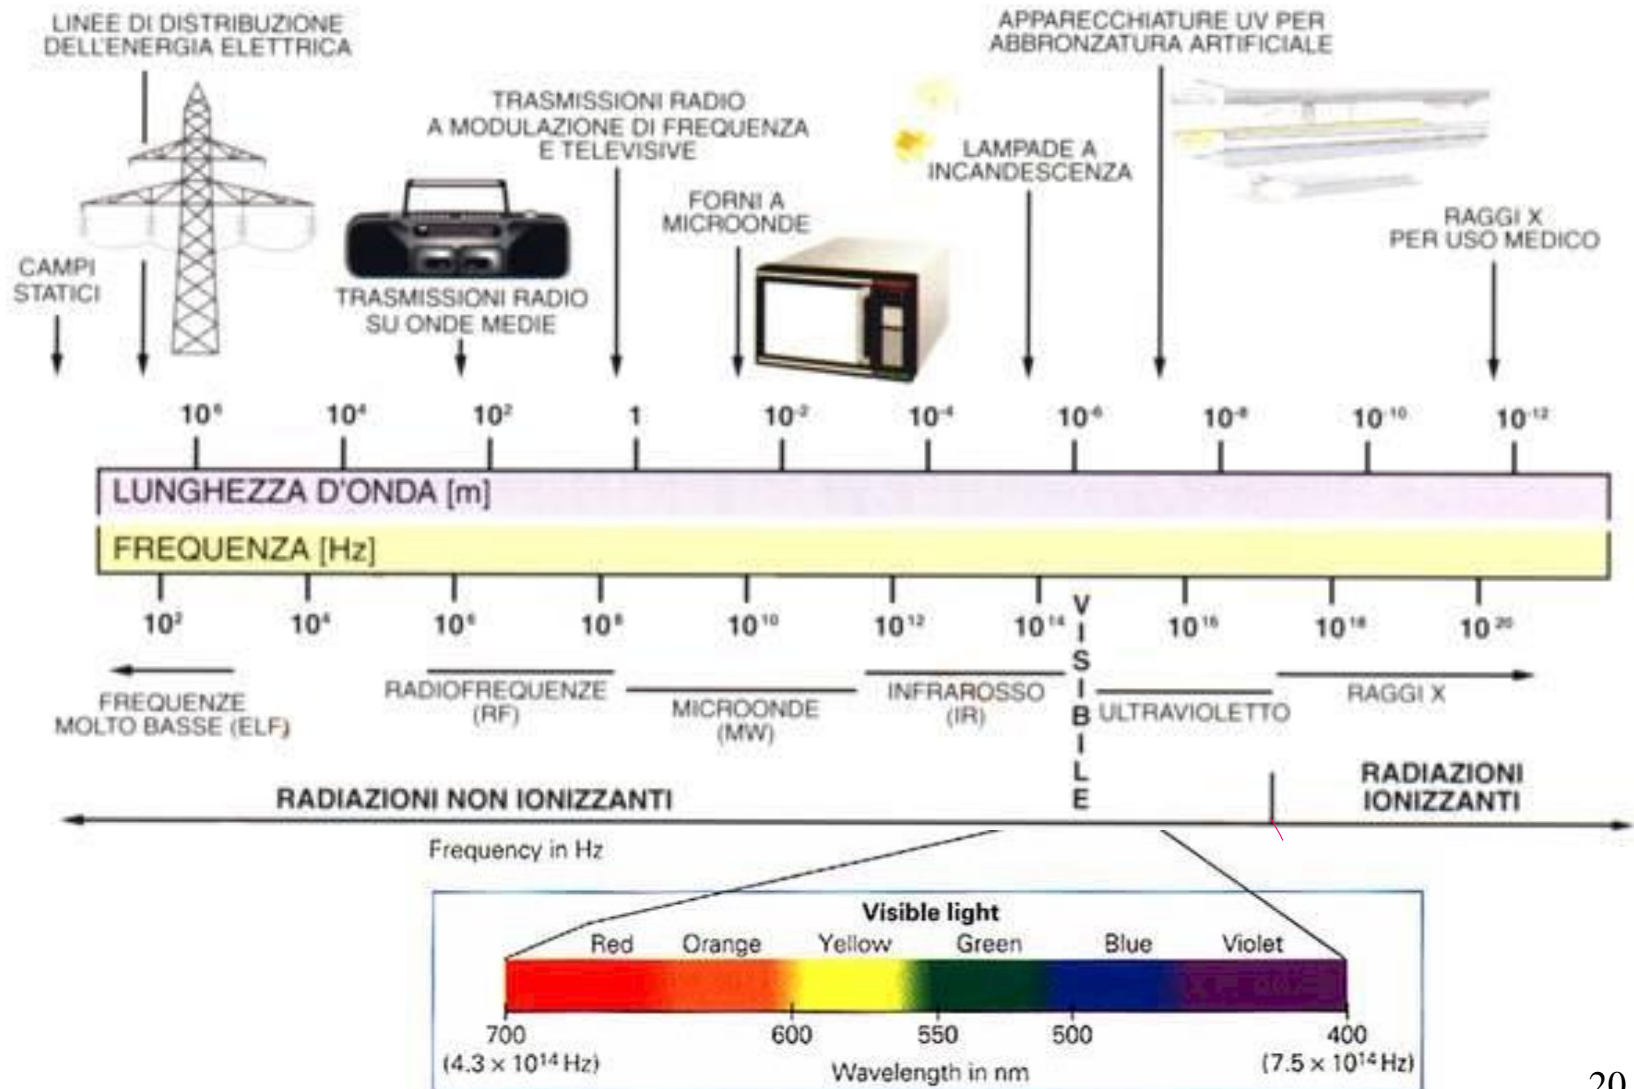 LINEE DI DISTRIBUZIONE
DELL'ENERGIA ELETTRICA
APPARECCHIATURE UV PER
ABBRONZATURA ARTIFICIALE
TRASMISSIONI RADIO
A MODULAZIONE DI FREQUENZA
E TELEVISIVE
LAMPADE A
INCANDESCENZA
FORNI A
MICROONDE
RAGGI X
PER USO MEDICO
CAMPI
STATICI
TRASMISSIONI RADIO
SU ONDE MEDIE
10⁶ 10⁴ 10² 1 10⁻² 10⁻⁴ 10⁻⁶ 10⁻⁸ 10⁻¹⁰ 10⁻¹²
LUNGHEZZA D'ONDA [m]
FREQUENZA [Hz]
10² 10⁴ 10⁶ 10⁸ 10¹⁰ 10¹² 10¹⁴ 10¹⁶ 10¹⁸ 10²⁰
VISIBILE
FREQUENZE
MOLTO BASSE (ELF)
RADIOFREQUENZE
(RF)
MICROONDE
(MW)
INFRAROSSO
(IR)
ULTRAVIOLETTO
RAGGI X
RADIAZIONI NON IONIZZANTI
RADIAZIONI
IONIZZANTI
Frequency in Hz
Visible light
Red Orange Yellow Green Blue Violet
700 600 550 500 400
(4.3 × 10¹⁴ Hz) (7.5 × 10¹⁴ Hz)
Wavelength in nm
20